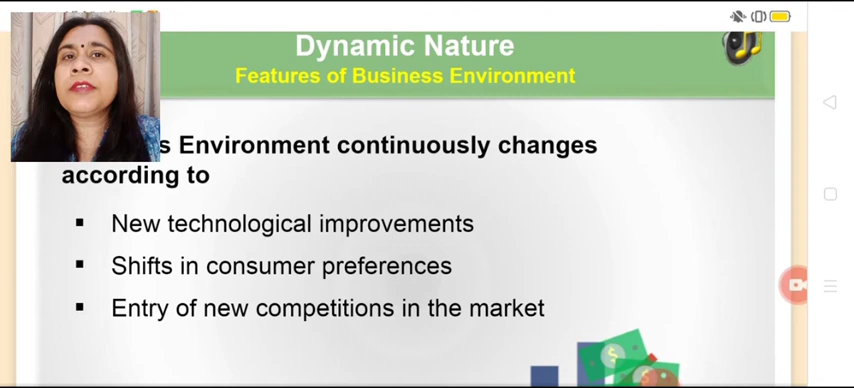 Dynamic Nature
Features of Business Environment
s Environment continuously changes
according to
▪ New technological improvements
▪ Shifts in consumer preferences
▪ Entry of new competitions in the market